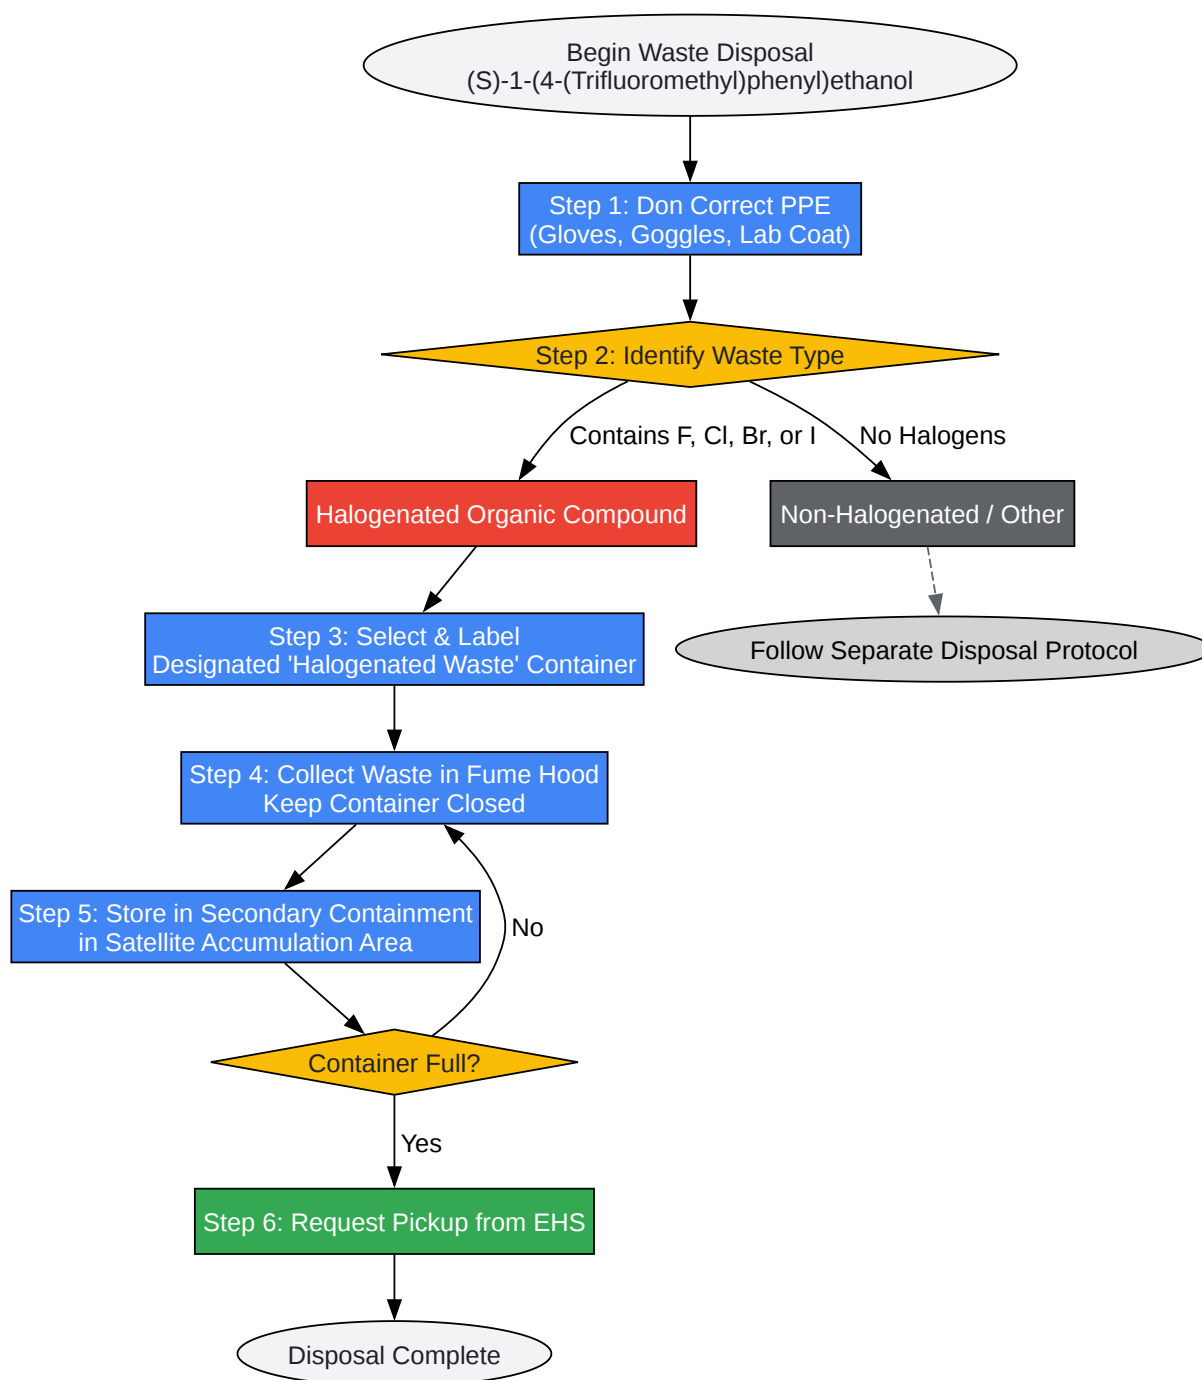 Begin Waste Disposal
(S)-1-(4-(Trifluoromethyl)phenyl)ethanol
Step 1: Don Correct PPE
(Gloves, Goggles, Lab Coat)
Step 2: Identify Waste Type
Contains F, Cl, Br, or I
No Halogens
Halogenated Organic Compound
Non-Halogenated / Other
Step 3: Select & Label
Designated 'Halogenated Waste' Container
Follow Separate Disposal Protocol
Step 4: Collect Waste in Fume Hood
Keep Container Closed
Step 5: Store in Secondary Containment
in Satellite Accumulation Area
No
Container Full?
Yes
Step 6: Request Pickup from EHS
Disposal Complete